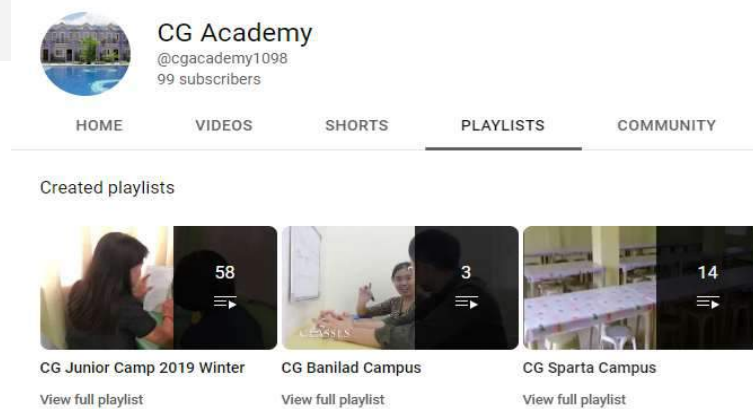 CG Academy
@cgacademy1098
99 subscribers
HOME VIDEOS SHORTS PLAYLISTS COMMUNITY
Created playlists
58 3 14
CLASSES
CG Junior Camp 2019 Winter CG Banilad Campus CG Sparta Campus
View full playlist View full playlist View full playlist